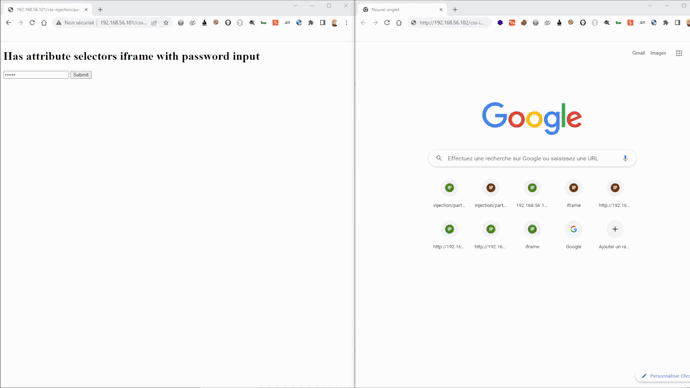 192.168.56.101/css-injection/pa
Non sécurisé
192.168.56.101/css...
Has attribute selectors iframe with password input
•••••
Submit
Nouvel onglet
http://192.168.56.102/css-i...
Gmail Images
Google
Effectuez une recherche sur Google ou saisissez une URL
injection/part...
injection/part...
192.168.56.1...
iframe
http://192.16...
http://192.16...
http://192.16...
iframe
Google
Ajouter un ra...
Personnaliser Chro